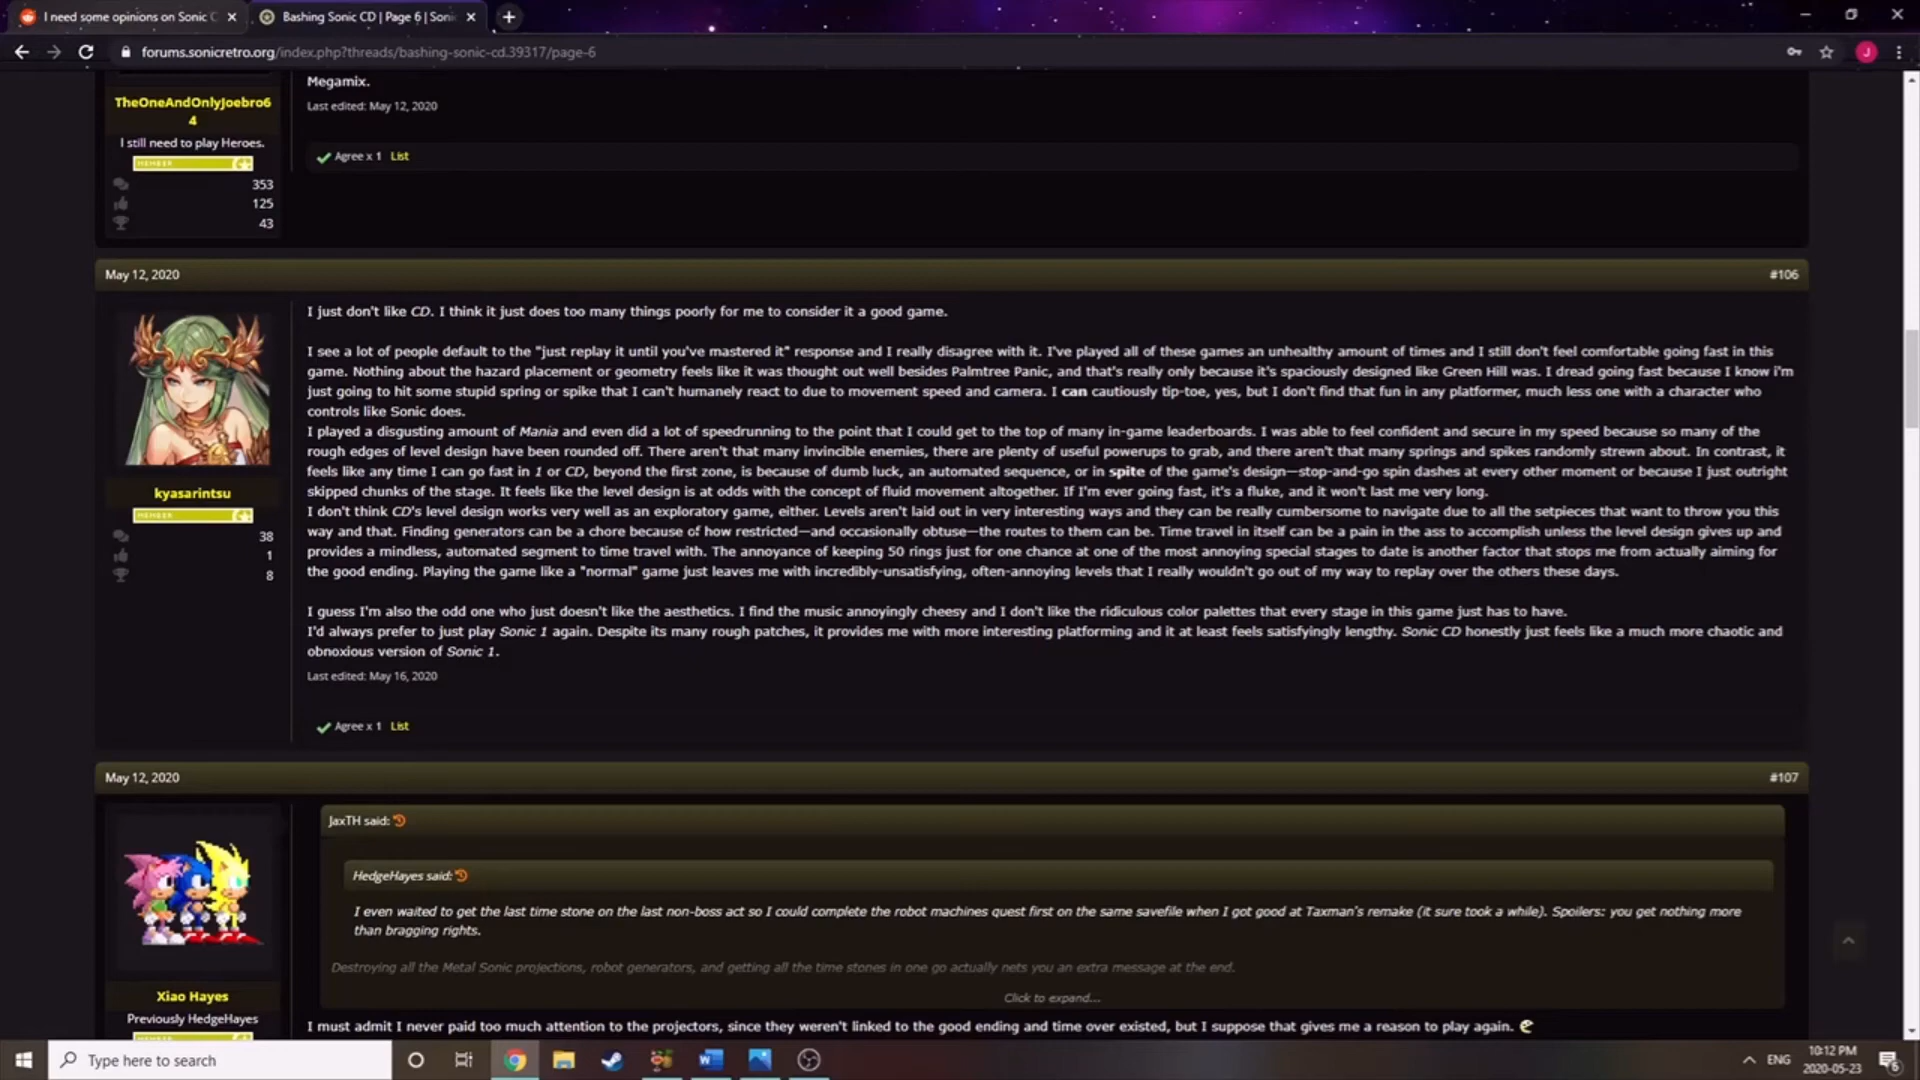 I need some opinions on Sonic C
Bashing Sonic CD | Page 6 | Soni
forums.sonicretro.org/index.php?threads/bashing-sonic-cd.39317/page-6
J
Megamix.
Last edited: May 12, 2020
TheOneAndOnlyJoebro6
4
I still need to play Heroes.
MEMBER
Agree x 1 List
353
125
43
May 12, 2020
#106
I just don't like CD. I think it just does too many things poorly for me to consider it a good game.
I see a lot of people default to the "just replay it until you've mastered it" response and I really disagree with it. I've played all of these games an unhealthy amount of times and I still don't feel comfortable going fast in this
game. Nothing about the hazard placement or geometry feels like it was thought out well besides Palmtree Panic, and that's really only because it's spaciously designed like Green Hill was. I dread going fast because I know i'm
just going to hit some stupid spring or spike that I can't humanely react to due to movement speed and camera. I can cautiously tip-toe, yes, but I don't find that fun in any platformer, much less one with a character who
controls like Sonic does.
I played a disgusting amount of Mania and even did a lot of speedrunning to the point that I could get to the top of many in-game leaderboards. I was able to feel confident and secure in my speed because so many of the
rough edges of level design have been rounded off. There aren't that many invincible enemies, there are plenty of useful powerups to grab, and there aren't that many springs and spikes randomly strewn about. In contrast, it
feels like any time I can go fast in 1 or CD, beyond the first zone, is because of dumb luck, an automated sequence, or in spite of the game's design—stop-and-go spin dashes at every other moment or because I just outright
skipped chunks of the stage. It feels like the level design is at odds with the concept of fluid movement altogether. If I'm ever going fast, it's a fluke, and it won't last me very long.
I don't think CD's level design works very well as an exploratory game, either. Levels aren't laid out in very interesting ways and they can be really cumbersome to navigate due to all the setpieces that want to throw you this
way and that. Finding generators can be a chore because of how restricted—and occasionally obtuse—the routes to them can be. Time travel in itself can be a pain in the ass to accomplish unless the level design gives up and
provides a mindless, automated segment to time travel with. The annoyance of keeping 50 rings just for one chance at one of the most annoying special stages to date is another factor that stops me from actually aiming for
the good ending. Playing the game like a "normal" game just leaves me with incredibly-unsatisfying, often-annoying levels that I really wouldn't go out of my way to replay over the others these days.
I guess I'm also the odd one who just doesn't like the aesthetics. I find the music annoyingly cheesy and I don't like the ridiculous color palettes that every stage in this game just has to have.
I'd always prefer to just play Sonic 1 again. Despite its many rough patches, it provides me with more interesting platforming and it at least feels satisfyingly lengthy. Sonic CD honestly just feels like a much more chaotic and
obnoxious version of Sonic 1.
Last edited: May 16, 2020
kyasarintsu
MEMBER
38
1
8
Agree x 1 List
May 12, 2020
#107
JaxTH said:
HedgeHayes said:
I even waited to get the last time stone on the last non-boss act so I could complete the robot machines quest first on the same savefile when I got good at Taxman's remake (it sure took a while). Spoilers: you get nothing more
than bragging rights.
Destroying all the Metal Sonic projections, robot generators, and getting all the time stones in one go actually nets you an extra message at the end.
Click to expand...
Xiao Hayes
Previously HedgeHayes
I must admit I never paid too much attention to the projectors, since they weren't linked to the good ending and time over existed, but I suppose that gives me a reason to play again.
Type here to search
ENG
10:12 PM
2020-05-23
6